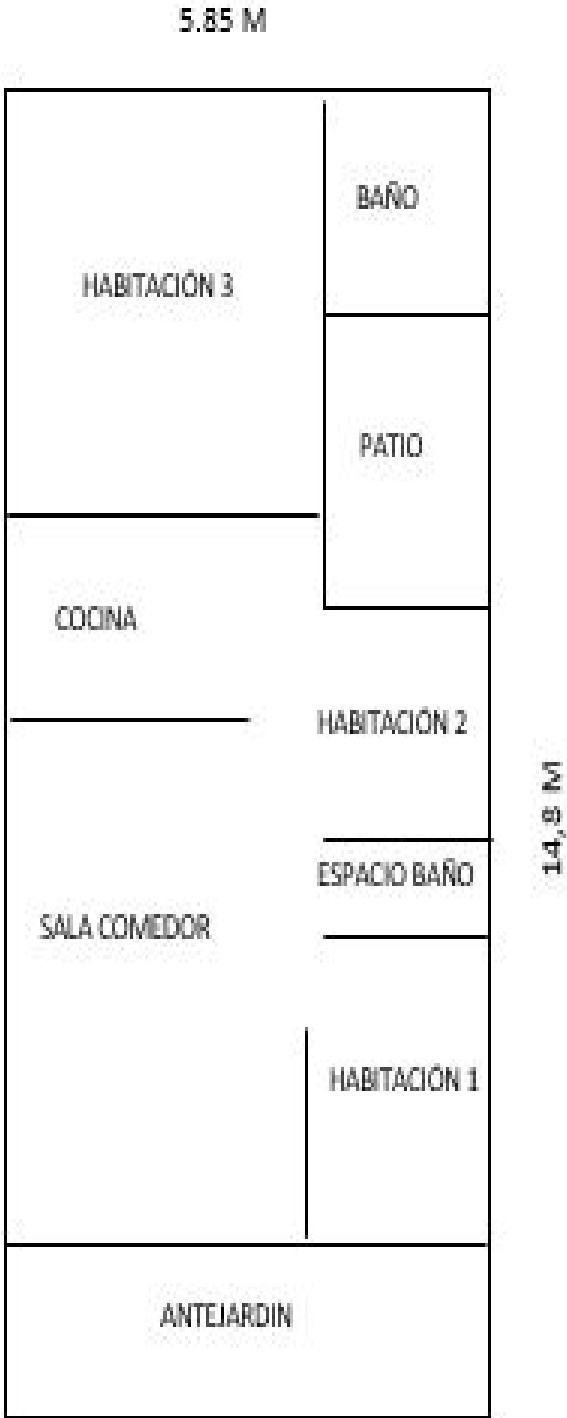 5.85 M
BAÑO
HABITACIÓN 3
PATIO
COCINA
HABITACIÓN 2
14,8 M
ESPACIO BAÑO
SALA COMEDOR
HABITACIÓN 1
ANTEJARDIN